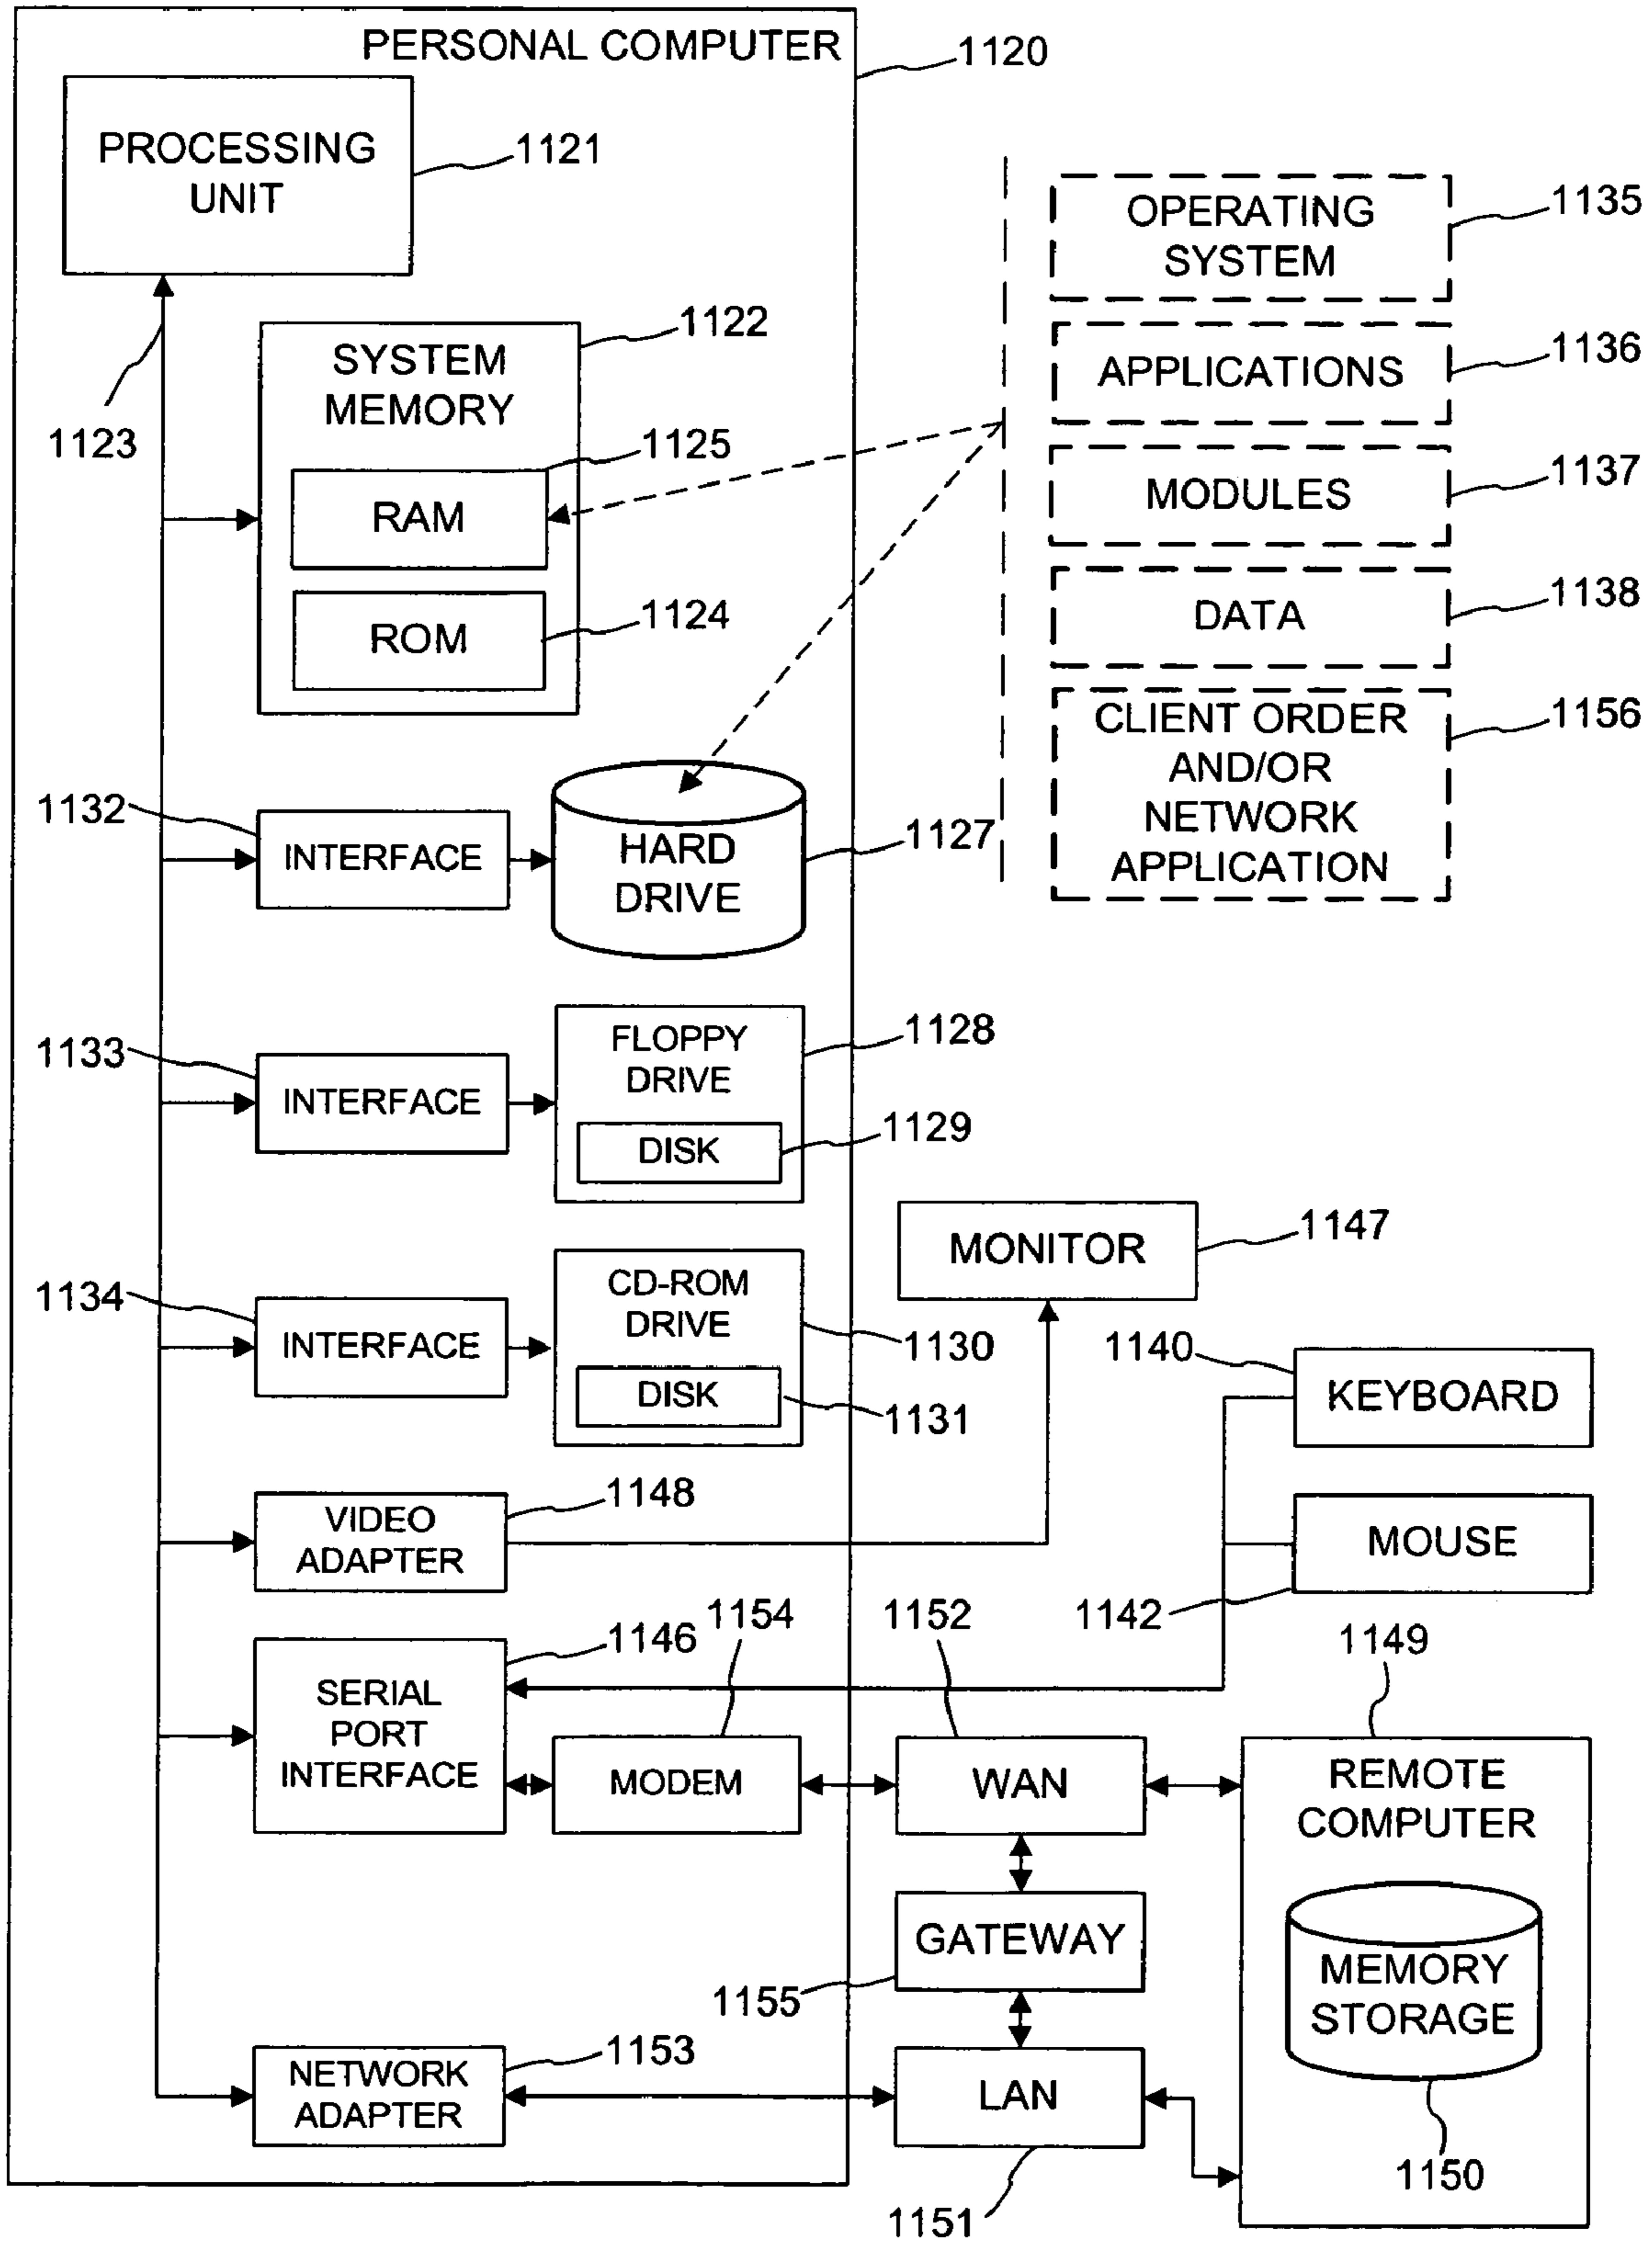 PERSONAL COMPUTER
1120
PROCESSING
UNIT
1121
1123
SYSTEM
MEMORY
1122
RAM
1125
ROM
1124
OPERATING
SYSTEM
1135
APPLICATIONS
1136
MODULES
1137
DATA
1138
CLIENT ORDER
AND/OR
NETWORK
APPLICATION
1156
1132
INTERFACE
HARD
DRIVE
1127
1133
INTERFACE
FLOPPY
DRIVE
1128
DISK
1129
1134
INTERFACE
CD-ROM
DRIVE
1130
DISK
1131
MONITOR
1147
1140
KEYBOARD
MOUSE
1142
VIDEO
ADAPTER
1148
SERIAL
PORT
INTERFACE
1146
MODEM
1154
WAN
1152
1149
REMOTE
COMPUTER
MEMORY
STORAGE
1150
GATEWAY
1155
NETWORK
ADAPTER
1153
LAN
1151